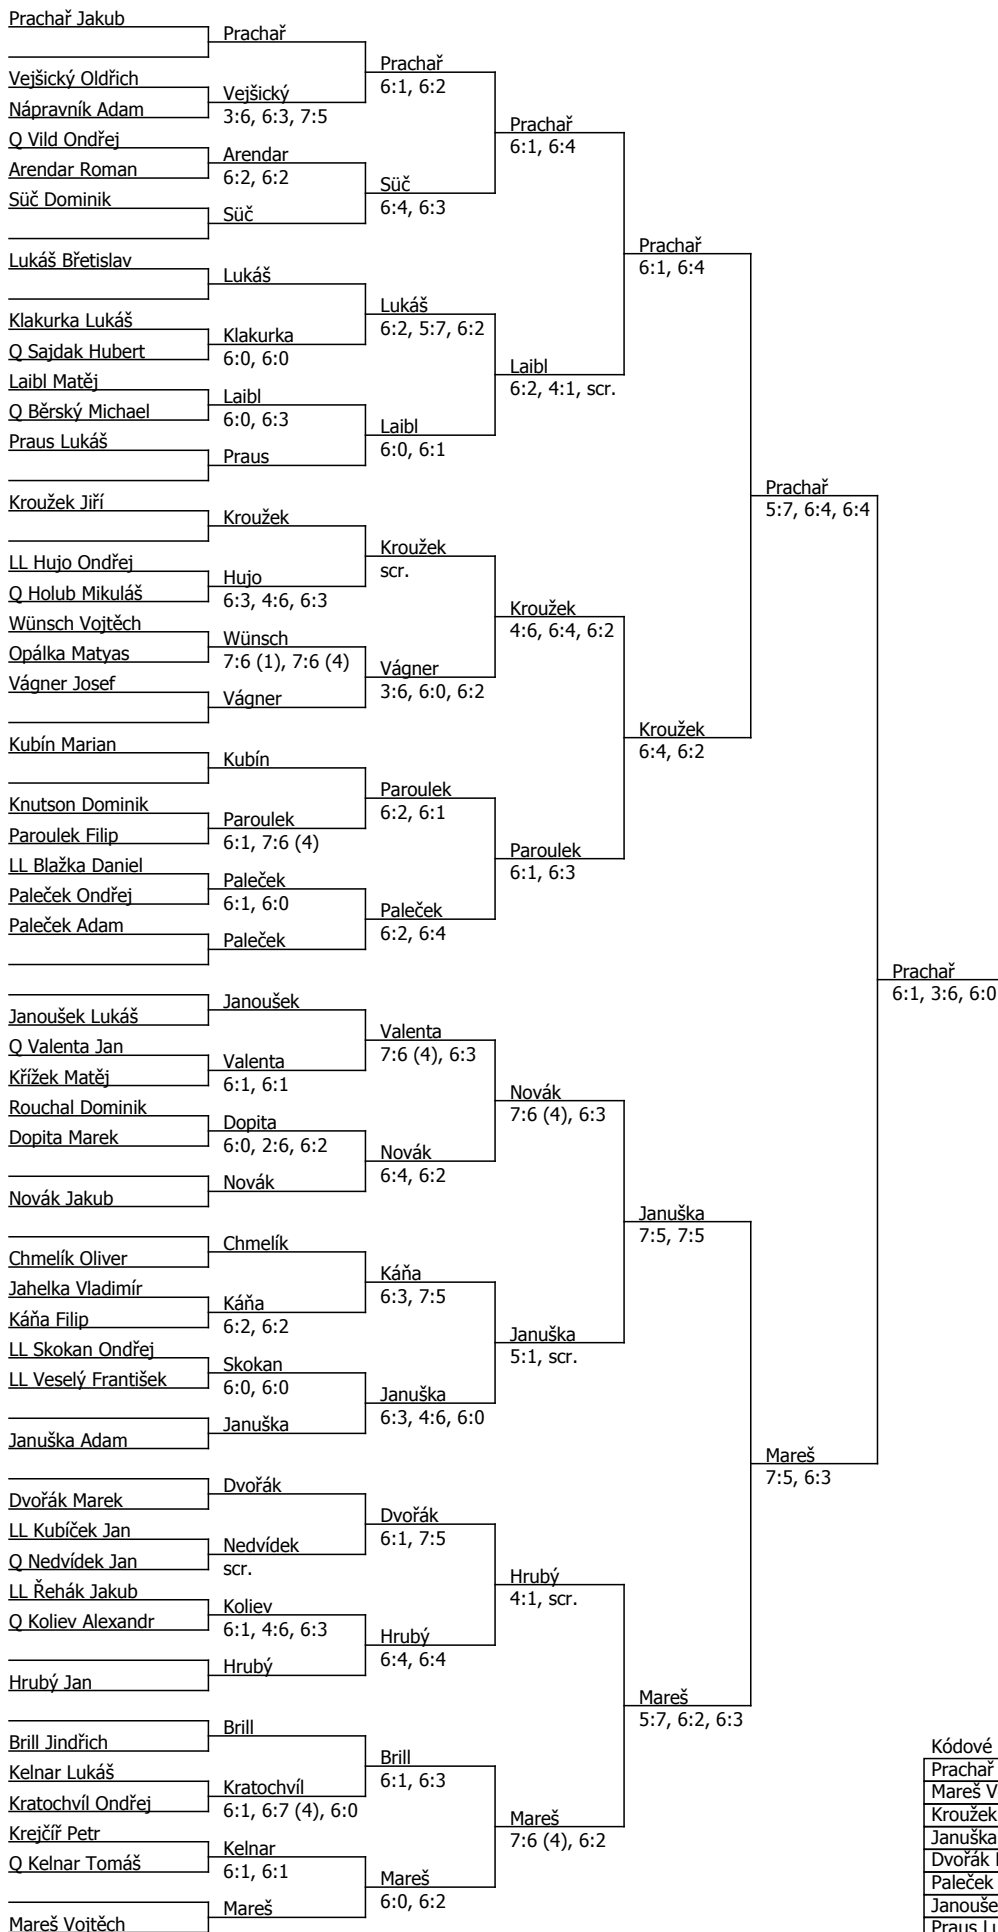 Prachař Jakub
Prachař
Prachař
6:1, 6:2
Vejšický Oldřich
Vejšický
3:6, 6:3, 7:5
Nápravník Adam
Prachař
6:1, 6:4
Q Vild Ondřej
Arendar
6:2, 6:2
Arendar Roman
Süč
6:4, 6:3
Süč Dominik
Süč
Prachař
6:1, 6:4
Lukáš Břetislav
Lukáš
Lukáš
6:2, 5:7, 6:2
Klakurka Lukáš
Klakurka
6:0, 6:0
Q Sajdak Hubert
Laibl
6:2, 4:1, scr.
Laibl Matěj
Laibl
6:0, 6:3
Q Běrský Michael
Laibl
6:0, 6:1
Praus Lukáš
Praus
Prachař
5:7, 6:4, 6:4
Kroužek Jiří
Kroužek
Kroužek
scr.
LL Hujo Ondřej
Hujo
6:3, 4:6, 6:3
Q Holub Mikuláš
Kroužek
4:6, 6:4, 6:2
Wünsch Vojtěch
Wünsch
7:6 (1), 7:6 (4)
Opálka Matyas
Vágner
3:6, 6:0, 6:2
Vágner Josef
Vágner
Kroužek
6:4, 6:2
Kubín Marian
Kubín
Paroulek
6:2, 6:1
Knutson Dominik
Paroulek
6:1, 7:6 (4)
Paroulek Filip
Paroulek
6:1, 6:3
LL Blažka Daniel
Paleček
6:1, 6:0
Paleček Ondřej
Paleček
6:2, 6:4
Paleček Adam
Paleček
Prachař
6:1, 3:6, 6:0
Janoušek
Janoušek Lukáš
Valenta
7:6 (4), 6:3
Q Valenta Jan
Valenta
6:1, 6:1
Křížek Matěj
Novák
7:6 (4), 6:3
Rouchal Dominik
Dopita
6:0, 2:6, 6:2
Dopita Marek
Novák
6:4, 6:2
Novák
Novák Jakub
Januška
7:5, 7:5
Chmelík
Chmelík Oliver
Káňa
6:3, 7:5
Jahelka Vladimír
Káňa
6:2, 6:2
Káňa Filip
Januška
5:1, scr.
LL Skokan Ondřej
Skokan
6:0, 6:0
LL Veselý František
Januška
6:3, 4:6, 6:0
Januška
Januška Adam
Mareš
7:5, 6:3
Dvořák
Dvořák Marek
Dvořák
6:1, 7:5
LL Kubíček Jan
Nedvídek
scr.
Q Nedvídek Jan
Hrubý
4:1, scr.
LL Řehák Jakub
Koliev
6:1, 4:6, 6:3
Q Koliev Alexandr
Hrubý
6:4, 6:4
Hrubý
Hrubý Jan
Mareš
5:7, 6:2, 6:3
Brill
Brill Jindřich
Brill
6:1, 6:3
Kelnar Lukáš
Kratochvíl
6:1, 6:7 (4), 6:0
Kratochvíl Ondřej
Mareš
7:6 (4), 6:2
Krejčíř Petr
Kelnar
6:1, 6:1
Q Kelnar Tomáš
Mareš
6:0, 6:2
Mareš
Mareš Vojtěch
Kódové
Prachař
Mareš V
Kroužek
Januška
Dvořák
Paleček
Janouše
Praus Lu